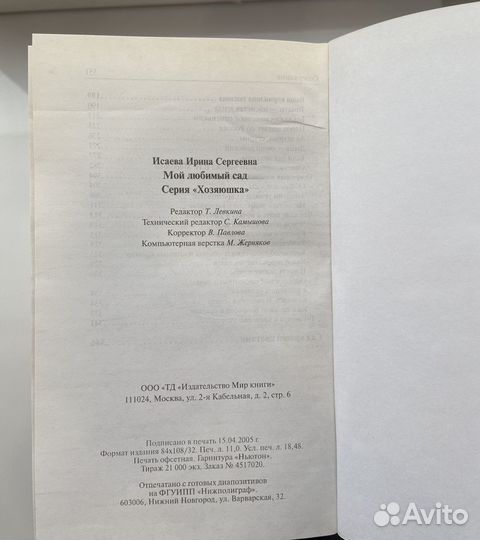 Исаева Ирина Сергеевна
Мой любимый сад
Серия «Хозяюшка»
Редактор Т. Левкина
Технический редактор С. Камышова
Корректор В. Павлова
Компьютерная верстка М. Жерняков
ООО «ТД «Издательство Мир книги»
111024, Москва, ул. 2-я Кабельная, д. 2, стр. 6
Подписано в печать 15.04.2005 г.
Формат издания 84х108/32. Печ. л. 11,0. Усл. печ. л. 18,48.
Печать офсетная. Гарнитура «Ньютон».
Тираж 21 000 экз. Заказ № 4517020.
Отпечатано с готовых диапозитивов
на ФГУИПП «Нижполиграф».
603006, Нижний Новгород, ул. Варварская, 32.
Avito